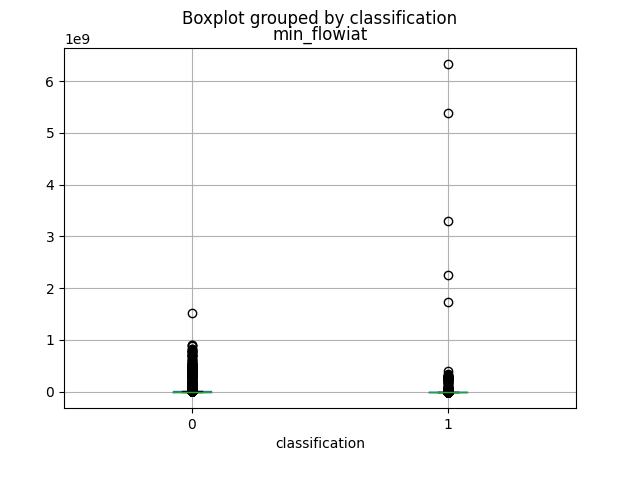 Boxplot grouped by classification
min_flowiat
1e9
6
5
4
3
2
1
0
0 1
classification